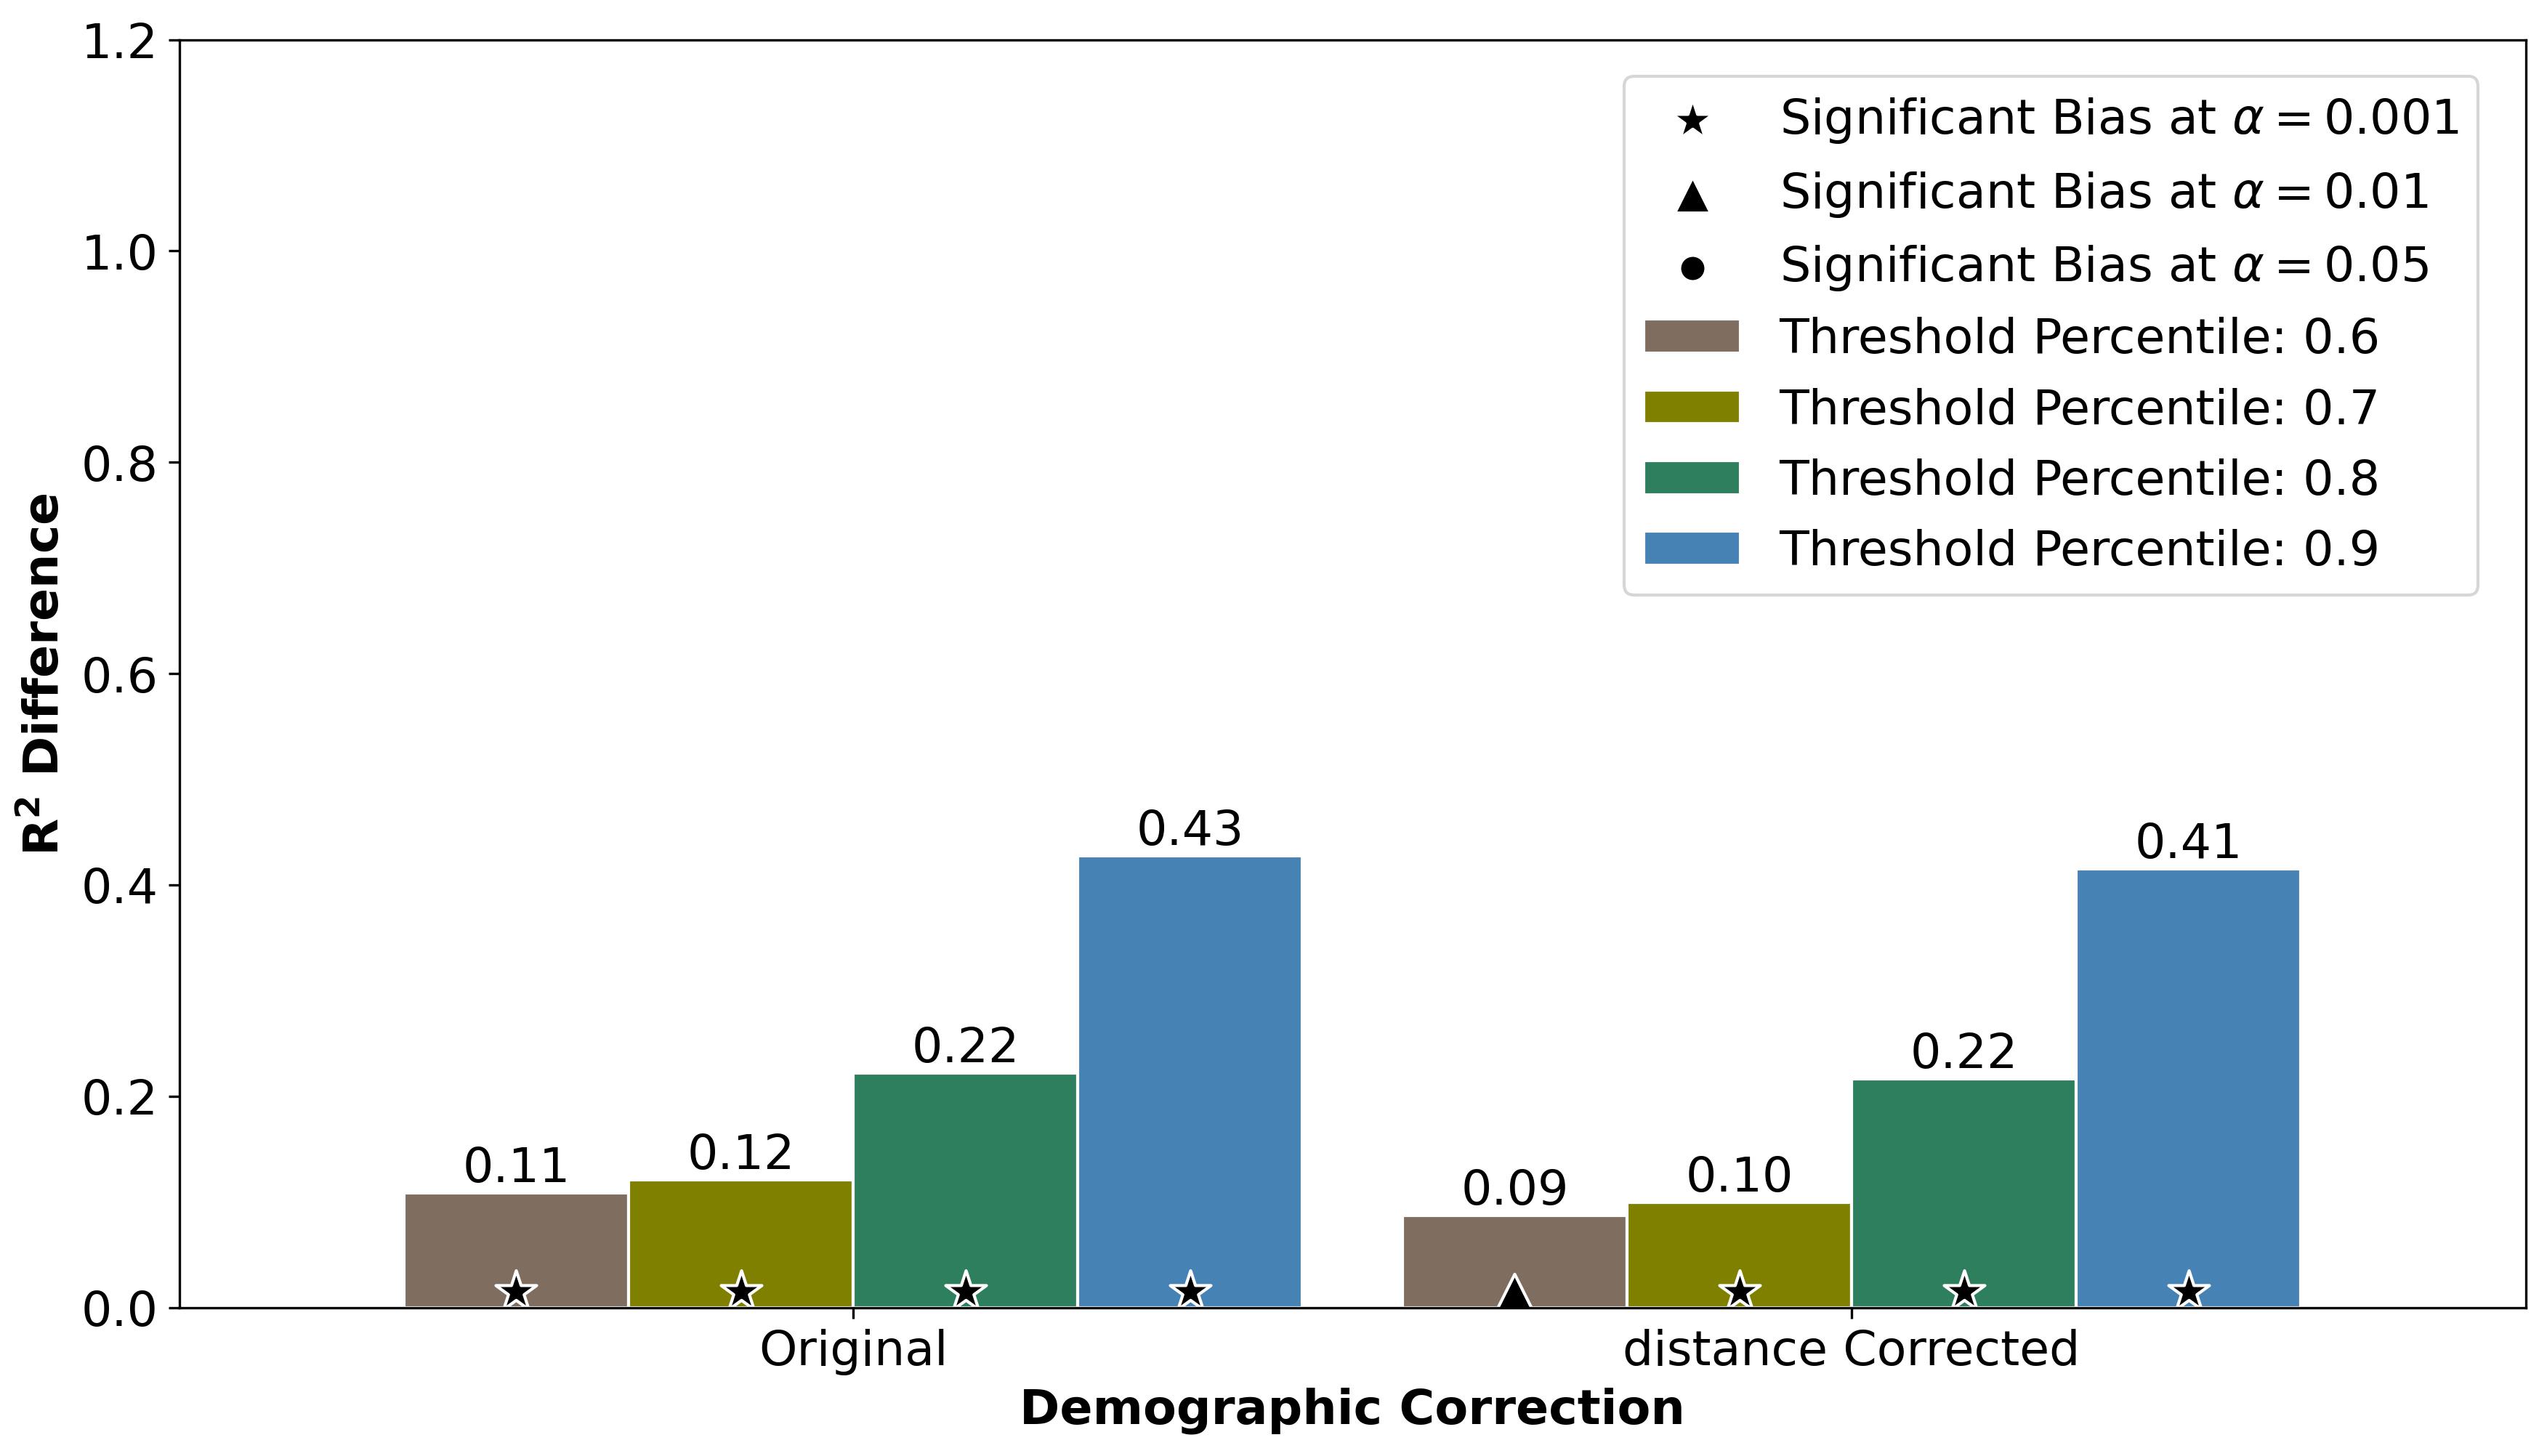 1.2
1.0
0.8
0.6
0.4
0.2
0.0
R² Difference
★ Significant Bias at α = 0.001
▲ Significant Bias at α = 0.01
● Significant Bias at α = 0.05
Threshold Percentile: 0.6
Threshold Percentile: 0.7
Threshold Percentile: 0.8
Threshold Percentile: 0.9
0.11
0.12
0.22
0.43
0.09
0.10
0.22
0.41
Original
distance Corrected
Demographic Correction